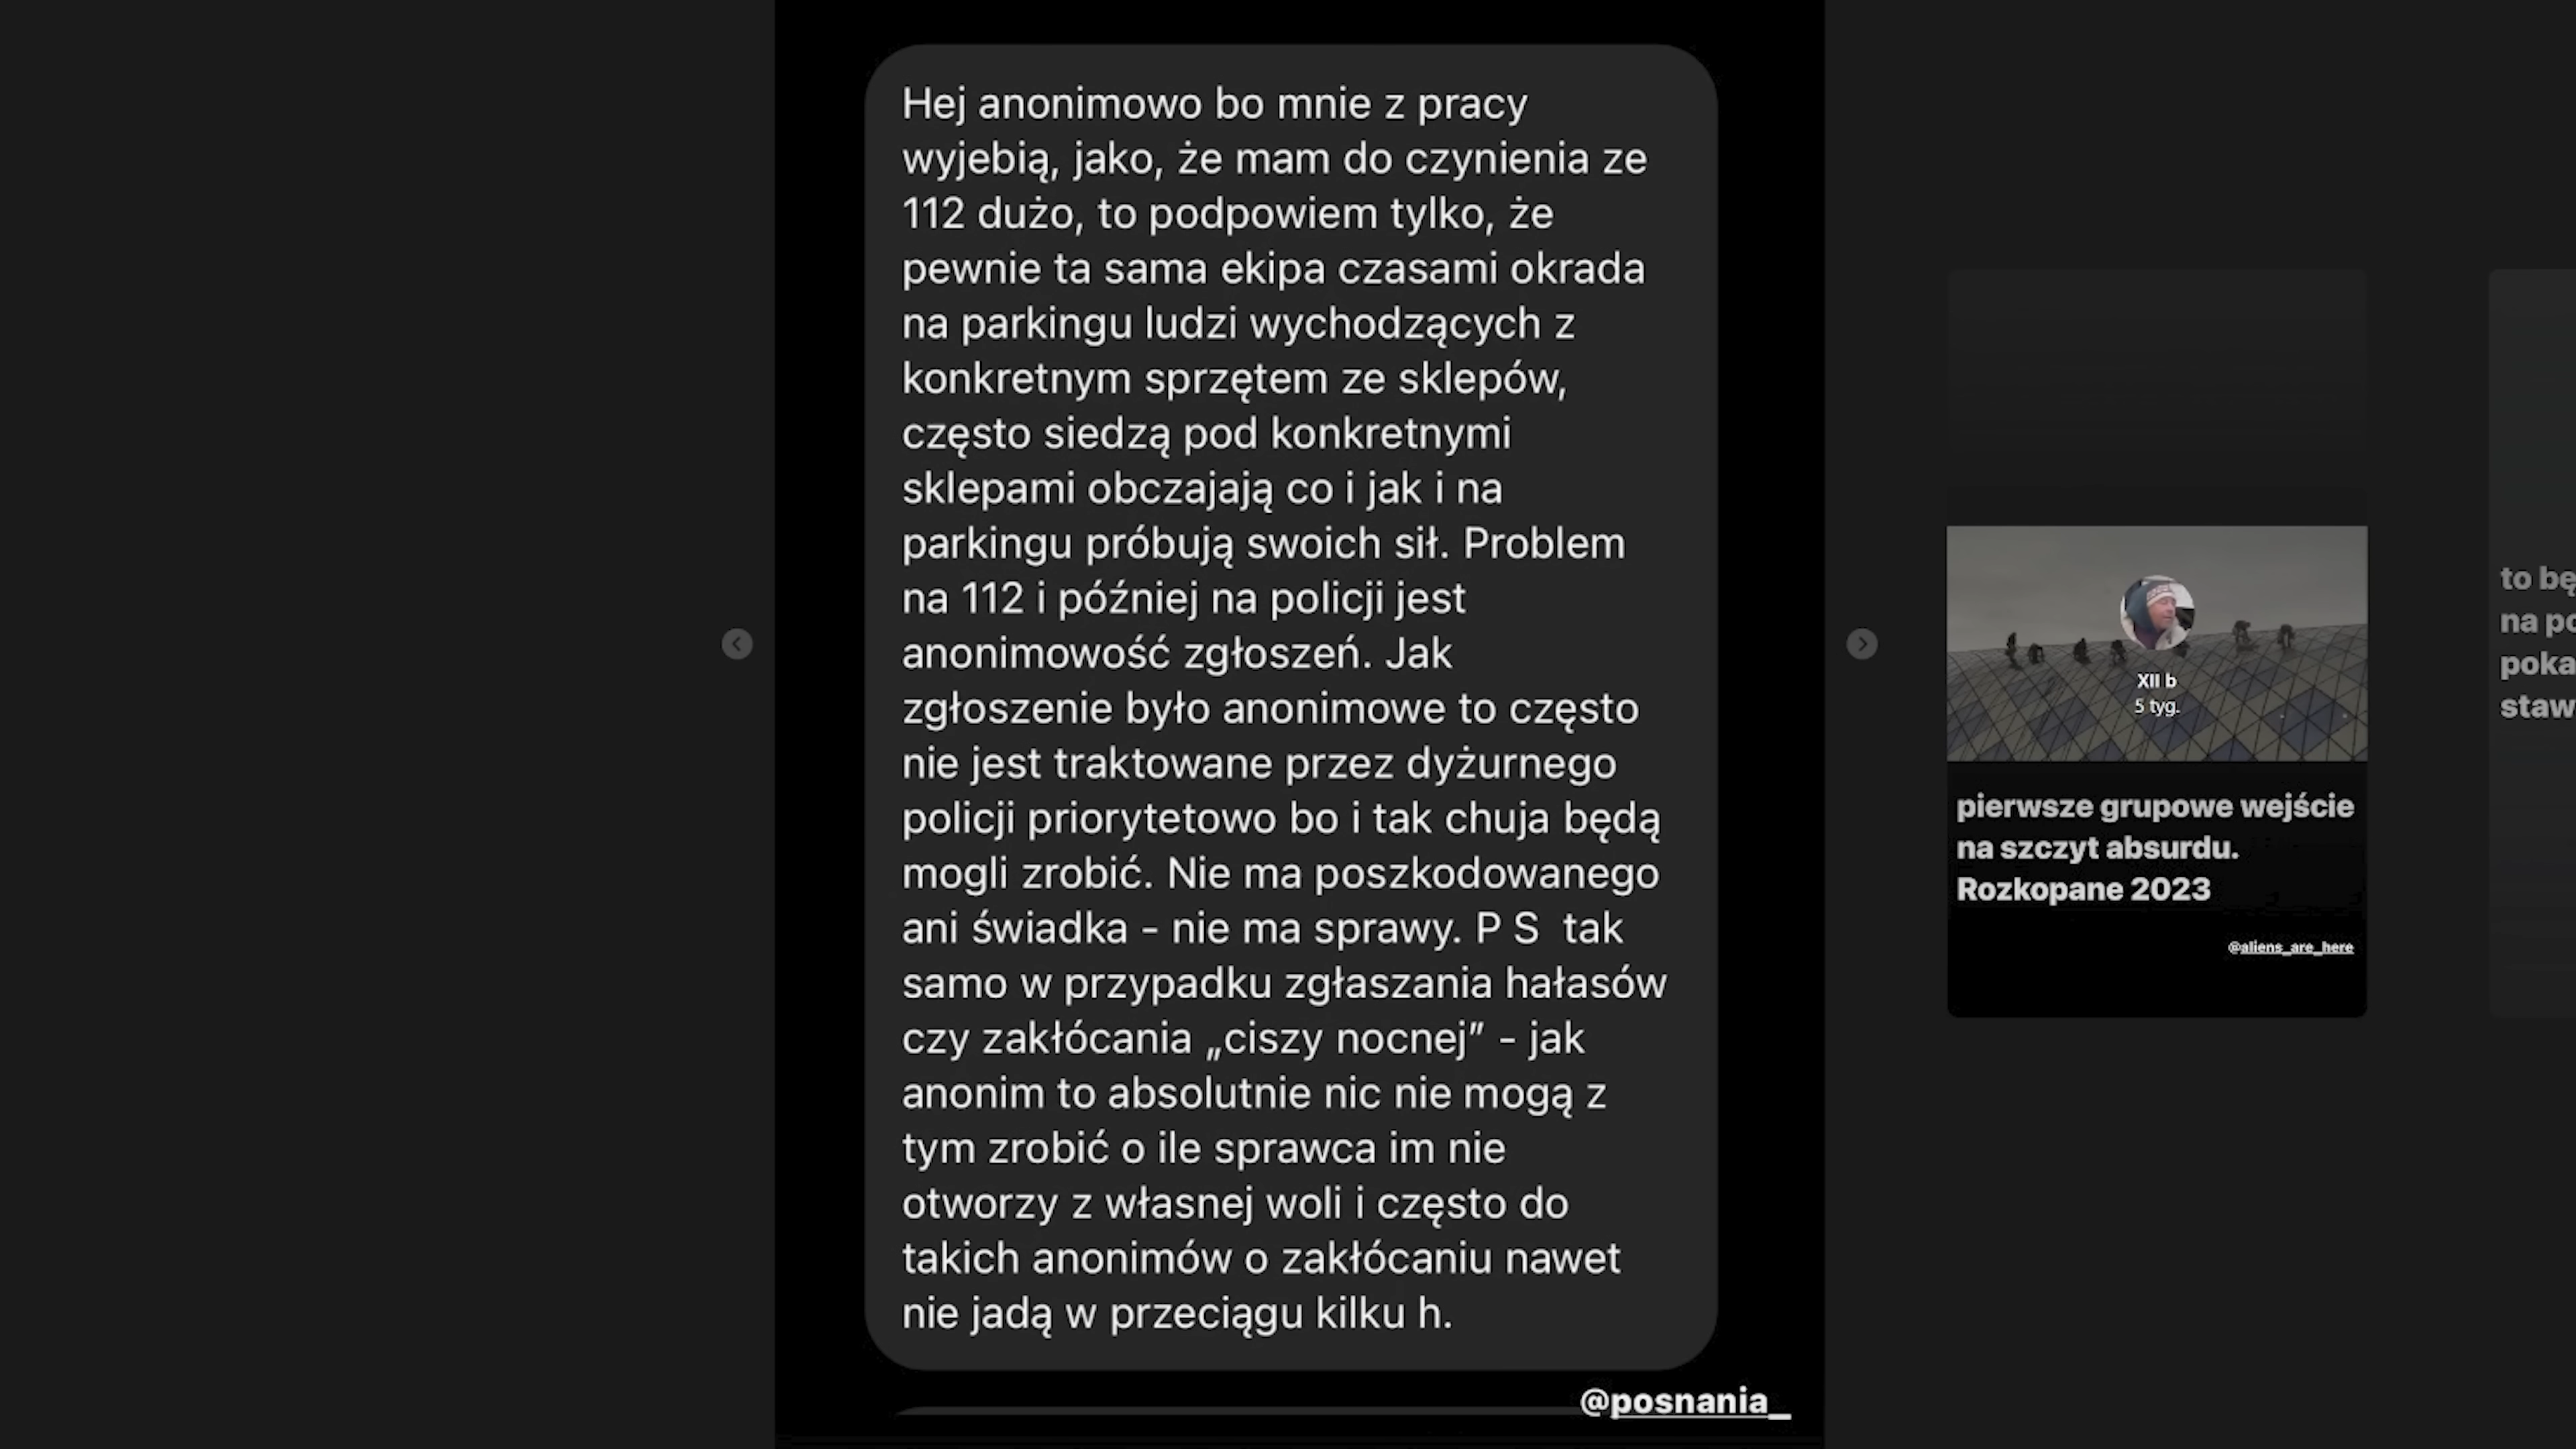 Hej anonimowo bo mnie z pracy
wyjebią, jako, że mam do czynienia ze
112 dużo, to podpowiem tylko, że
pewnie ta sama ekipa czasami okrada
na parkingu ludzi wychodzących z
konkretnym sprzętem ze sklepów,
często siedzą pod konkretnymi
sklepami obczajają co i jak i na
parkingu próbują swoich sił. Problem
na 112 i później na policji jest
anonimowość zgłoszeń. Jak
zgłoszenie było anonimowe to często
nie jest traktowane przez dyżurnego
policji priorytetowo bo i tak chuja będą
mogli zrobić. Nie ma poszkodowanego
ani świadka - nie ma sprawy. P S  tak
samo w przypadku zgłaszania hałasów
czy zakłócania „ciszy nocnej” - jak
anonim to absolutnie nic nie mogą z
tym zrobić o ile sprawca im nie
otworzy z własnej woli i często do
takich anonimów o zakłócaniu nawet
nie jadą w przeciągu kilku h.
@posnania_
XII b
5 tyg.
pierwsze grupowe wejście
na szczyt absurdu.
Rozkopane 2023
@aliens_are_here
to bę
na po
poka
staw